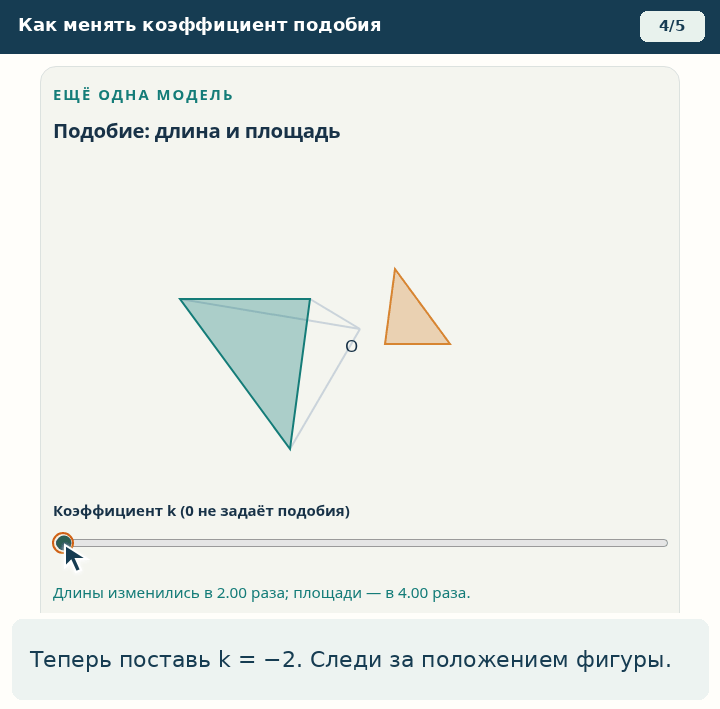 Как менять коэффициент подобия
4/5
ЕЩЁ ОДНА МОДЕЛЬ
Подобие: длина и площадь
O
Коэффициент k (0 не задаёт подобия)
Длины изменились в 2.00 раза; площади — в 4.00 раза.
Теперь поставь k = −2. Следи за положением фигуры.